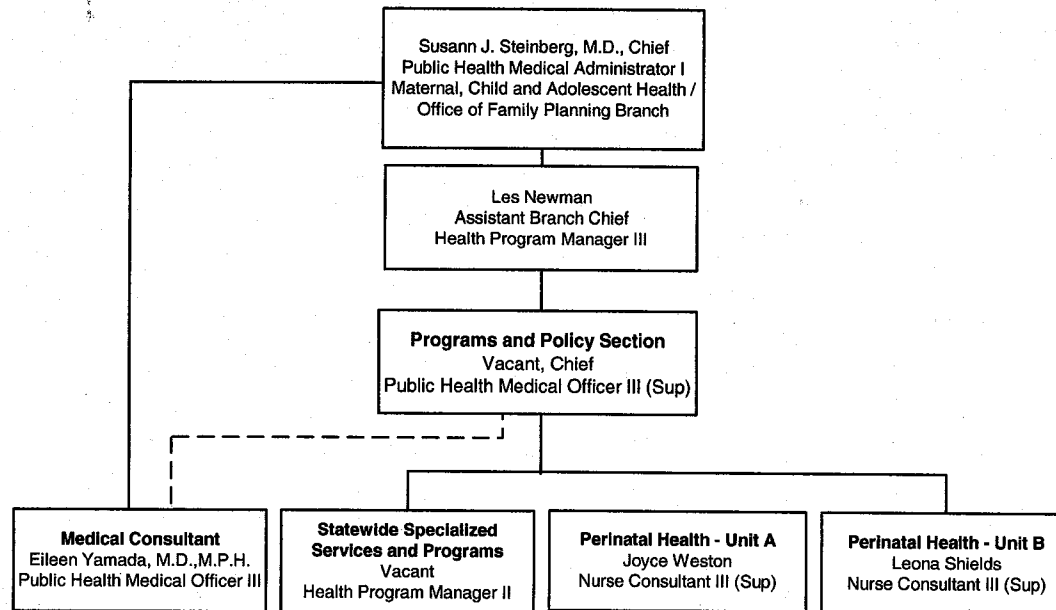 Susann J. Steinberg, M.D., Chief
Public Health Medical Administrator I
Maternal, Child and Adolescent Health /
Office of Family Planning Branch
Les Newman
Assistant Branch Chief
Health Program Manager III
Programs and Policy Section
Vacant, Chief
Public Health Medical Officer III (Sup)
Medical Consultant
Eileen Yamada, M.D.,M.P.H.
Public Health Medical Officer III
Statewide Specialized
Services and Programs
Vacant
Health Program Manager II
Perinatal Health - Unit A
Joyce Weston
Nurse Consultant III (Sup)
Perinatal Health - Unit B
Leona Shields
Nurse Consultant III (Sup)